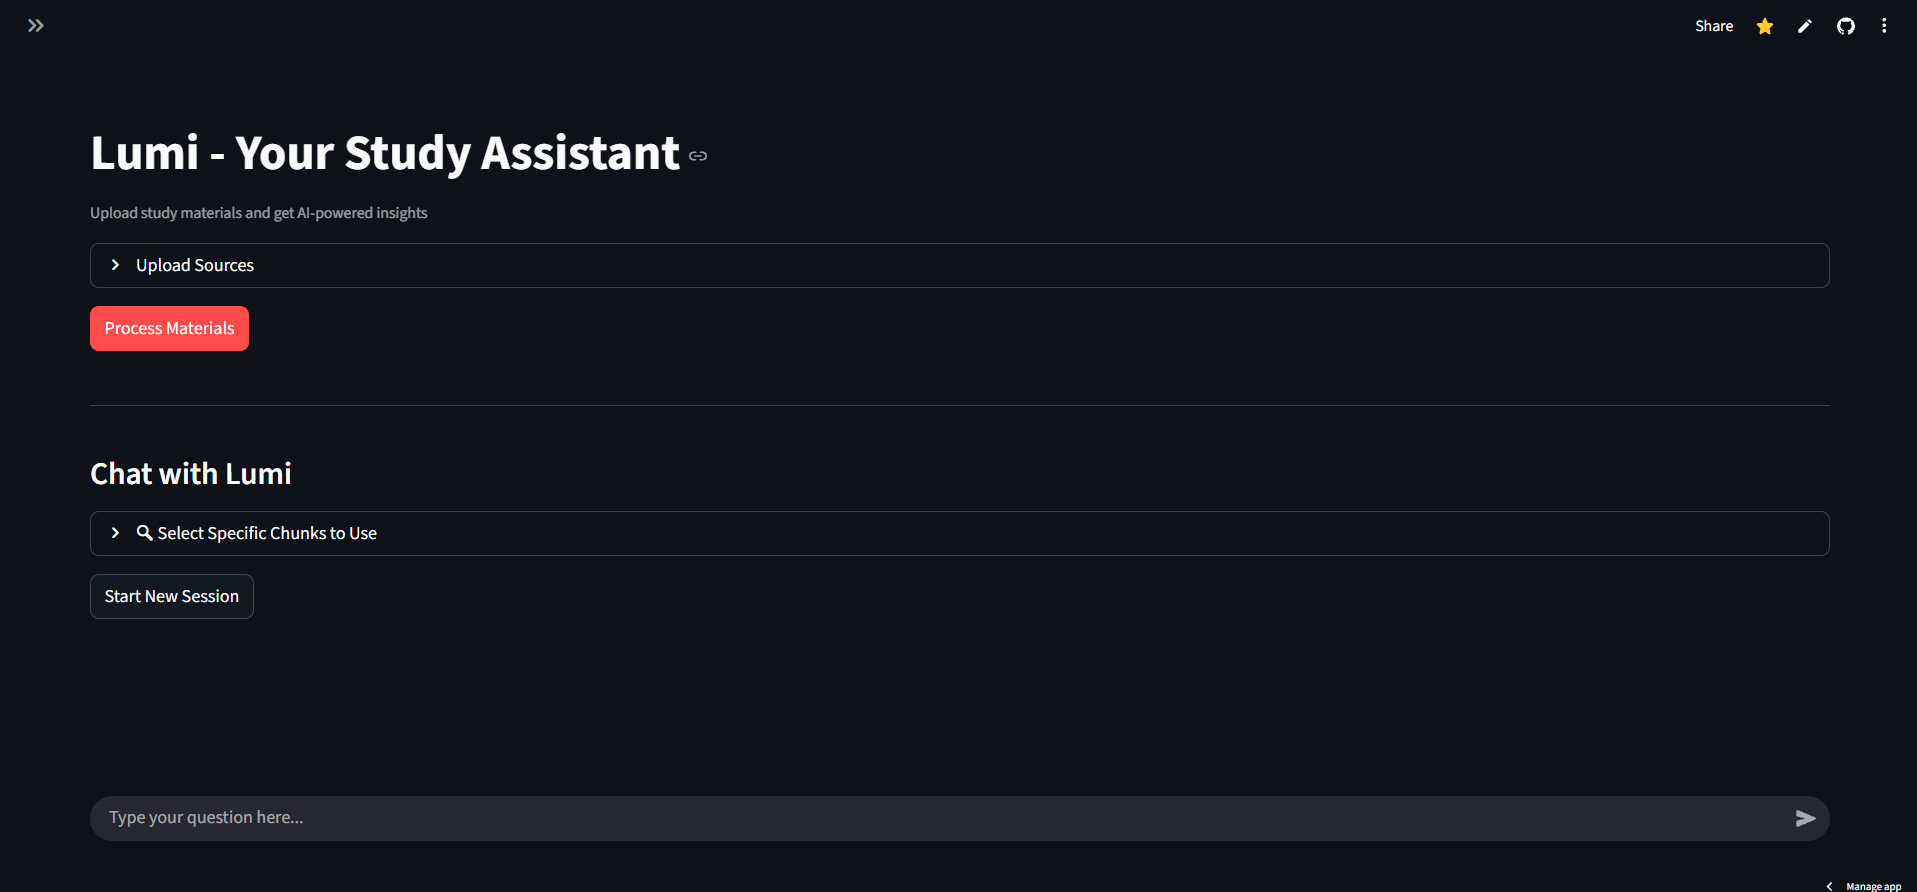 Share
Lumi - Your Study Assistant
Upload study materials and get AI-powered insights
Upload Sources
Process Materials
Chat with Lumi
Select Specific Chunks to Use
Start New Session
Type your question here...
Manage app